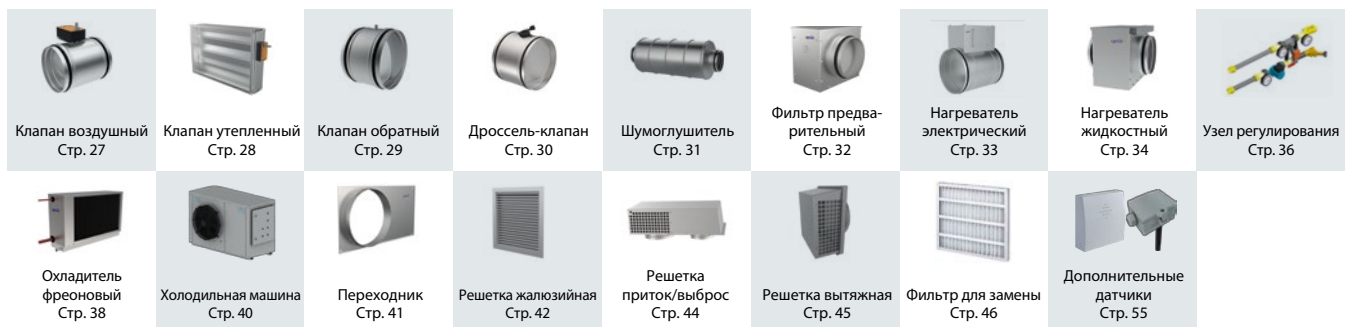 Клапан воздушный
Стр. 27
Клапан утепленный
Стр. 28
Клапан обратный
Стр. 29
Дроссель-клапан
Стр. 30
Шумоглушитель
Стр. 31
Фильтр предва-
рительный
Стр. 32
Нагреватель
электрический
Стр. 33
Нагреватель
жидкостный
Стр. 34
Узел регулирования
Стр. 36
Охладитель
фреоновый
Стр. 38
Холодильная машина
Стр. 40
Переходник
Стр. 41
Решетка жалюзийная
Стр. 42
Решетка
приток/выброс
Стр. 44
Решетка вытяжная
Стр. 45
Фильтр для замены
Стр. 46
Дополнительные
датчики
Стр. 55